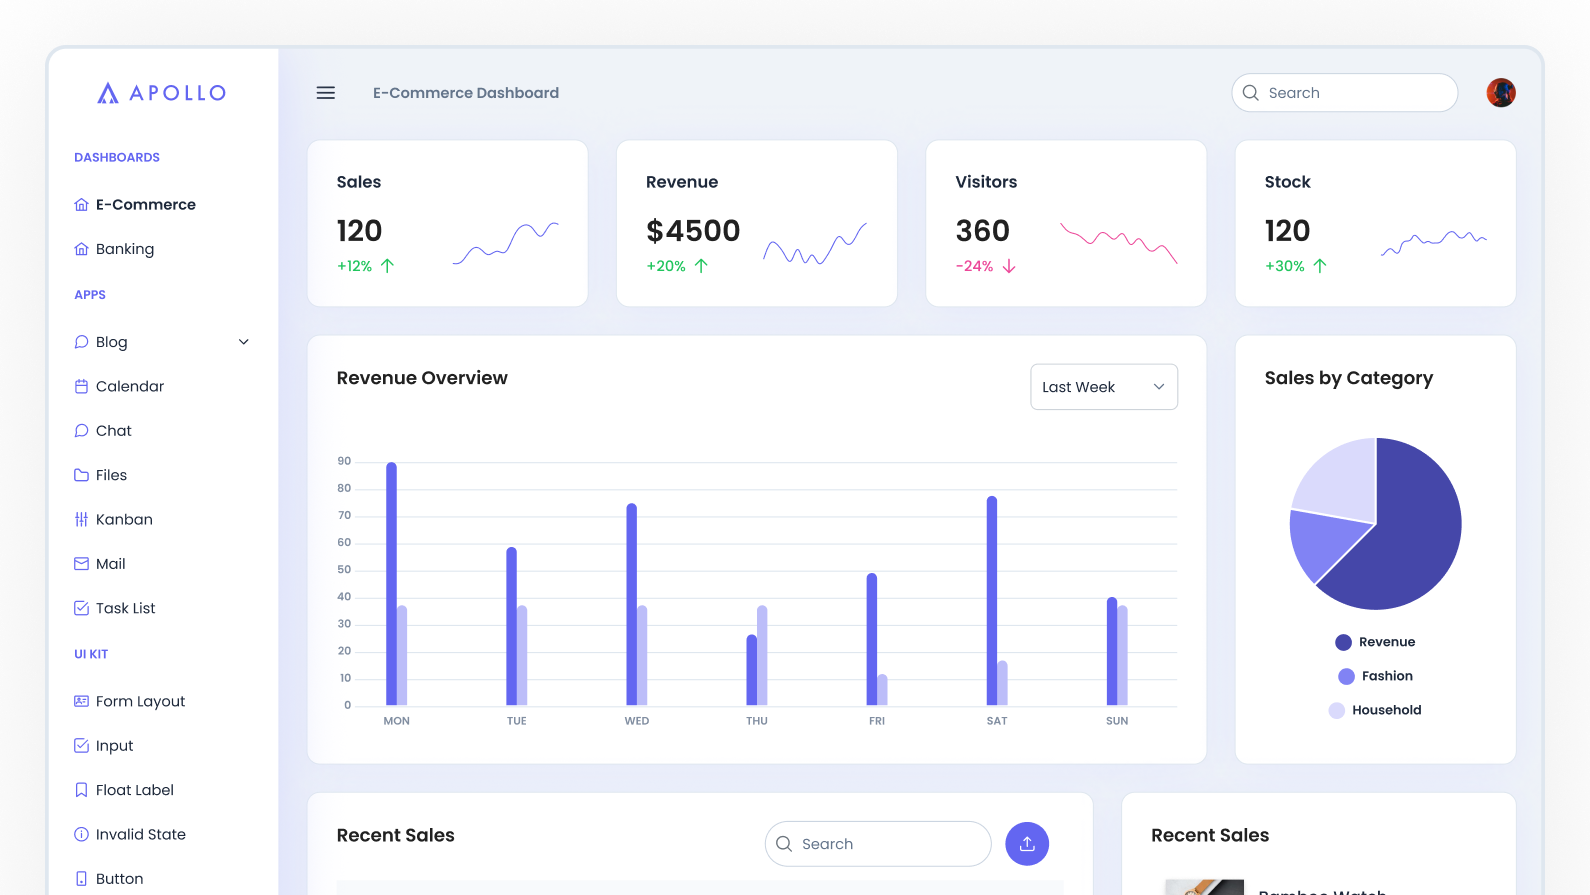 APOLLO
E-Commerce Dashboard
Search
DASHBOARDS
E-Commerce
Banking
APPS
Blog
Calendar
Chat
Files
Kanban
Mail
Task List
UI KIT
Form Layout
Input
Float Label
Invalid State
Button
Sales
120
+12%
Revenue
$4500
+20%
Visitors
360
-24%
Stock
120
+30%
Revenue Overview
Last Week
90
80
70
60
50
40
30
20
10
0
MON TUE WED THU FRI SAT SUN
Sales by Category
Revenue
Fashion
Household
Recent Sales
Search
Recent Sales
Bamboo Watch